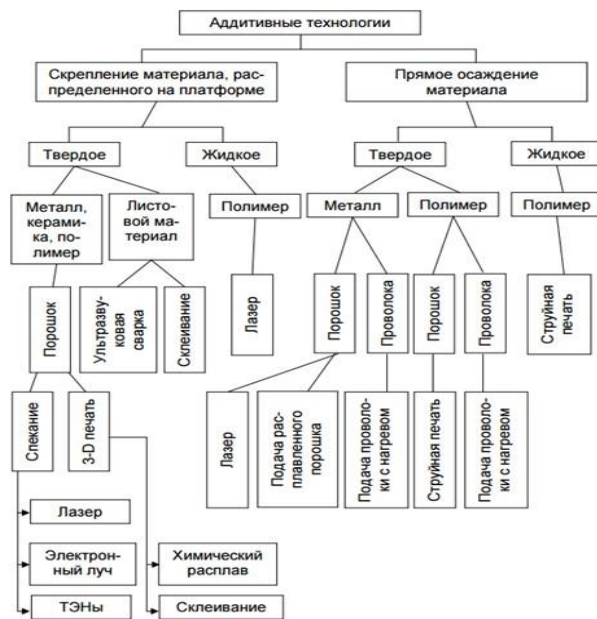 Аддитивные технологии
Скрепление материала, рас-
пределенного на платформе
Прямое осаждение
материала
Твердое
Жидкое
Твердое
Жидкое
Металл,
керами-
ка, по-
лимер
Листо-
вой ма-
териал
Полимер
Металл
Полимер
Полимер
Порошок
Ультразву-
ковая
сварка
Склеивание
Лазер
Порошок
Проволока
Порошок
Проволока
Струйная
печать
Спекание
3-D печать
Лазер
Подача рас-
плавленного
порошка
Подача проволо-
ки с нагревом
Струйная печать
Подача проволо-
ки с нагревом
Лазер
Электрон-
ный луч
Химический
расплав
ТЭНы
Склеивание